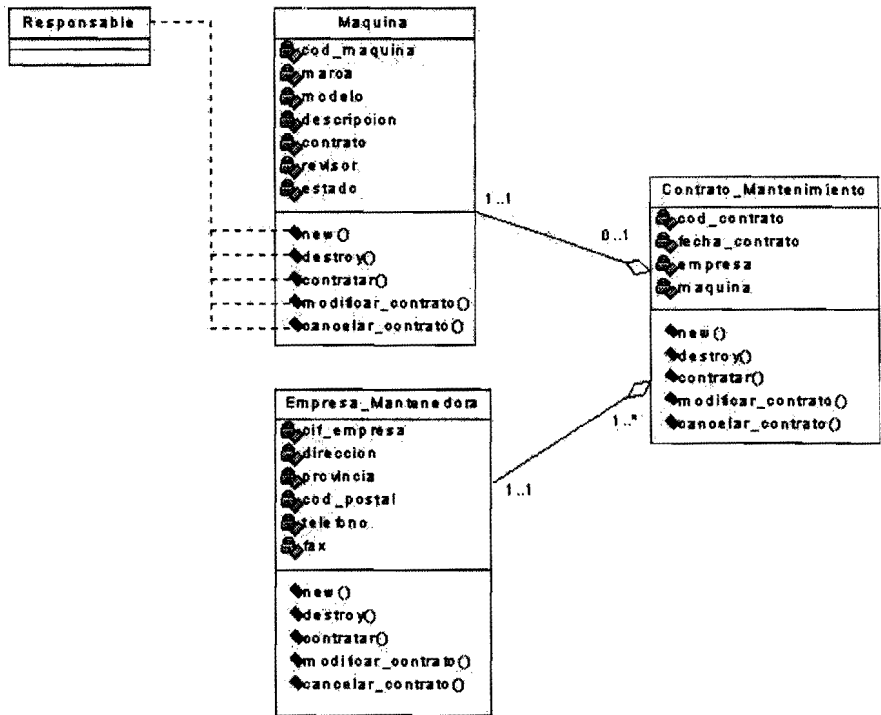 Responsable
Maquina
cod_maquina
marca
modelo
descripcion
contrato
revisor
estado
new()
destroy()
contratar()
modificar_contrato()
cancelar_contrato()
1..1
0..1
Contrato_Mantenimiento
cod_contrato
fecha_contrato
empresa
maquina
new()
destroy()
contratar()
modificar_contrato()
cancelar_contrato()
1..*
1..1
Empresa_Mantenedora
cif_empresa
direccion
provincia
cod_postal
telefono
fax
new()
destroy()
contratar()
modificar_contrato()
cancelar_contrato()